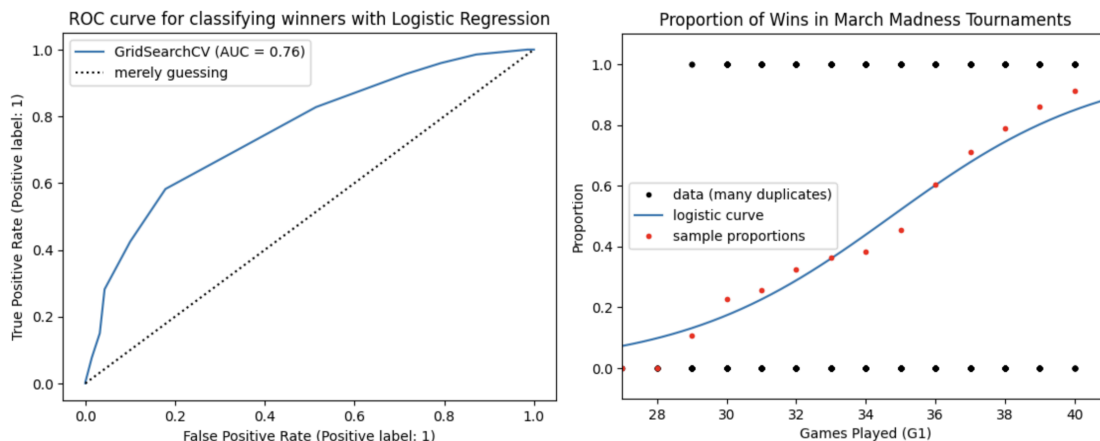 ROC curve for classifying winners with Logistic Regression
1.0
0.8
0.6
0.4
0.2
0.0
True Positive Rate (Positive label: 1)
GridSearchCV (AUC = 0.76)
merely guessing
0.0 0.2 0.4 0.6 0.8 1.0
False Positive Rate (Positive label: 1)
Proportion of Wins in March Madness Tournaments
1.0
0.8
0.6
0.4
0.2
0.0
Proportion
data (many duplicates)
logistic curve
sample proportions
28 30 32 34 36 38 40
Games Played (G1)